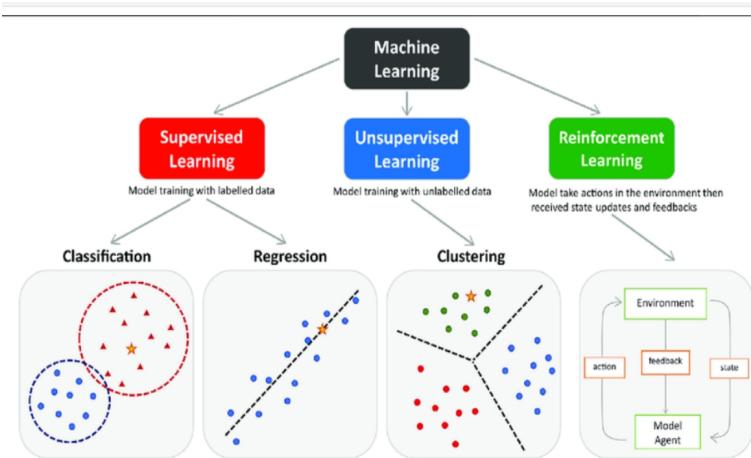 Machine
Learning
Supervised
Learning
Unsupervised
Learning
Reinforcement
Learning
Model training with labelled data
Model training with unlabelled data
Model take actions in the environment then
received state updates and feedbacks
Classification
Regression
Clustering
Environment
action
feedback
state
Model
Agent